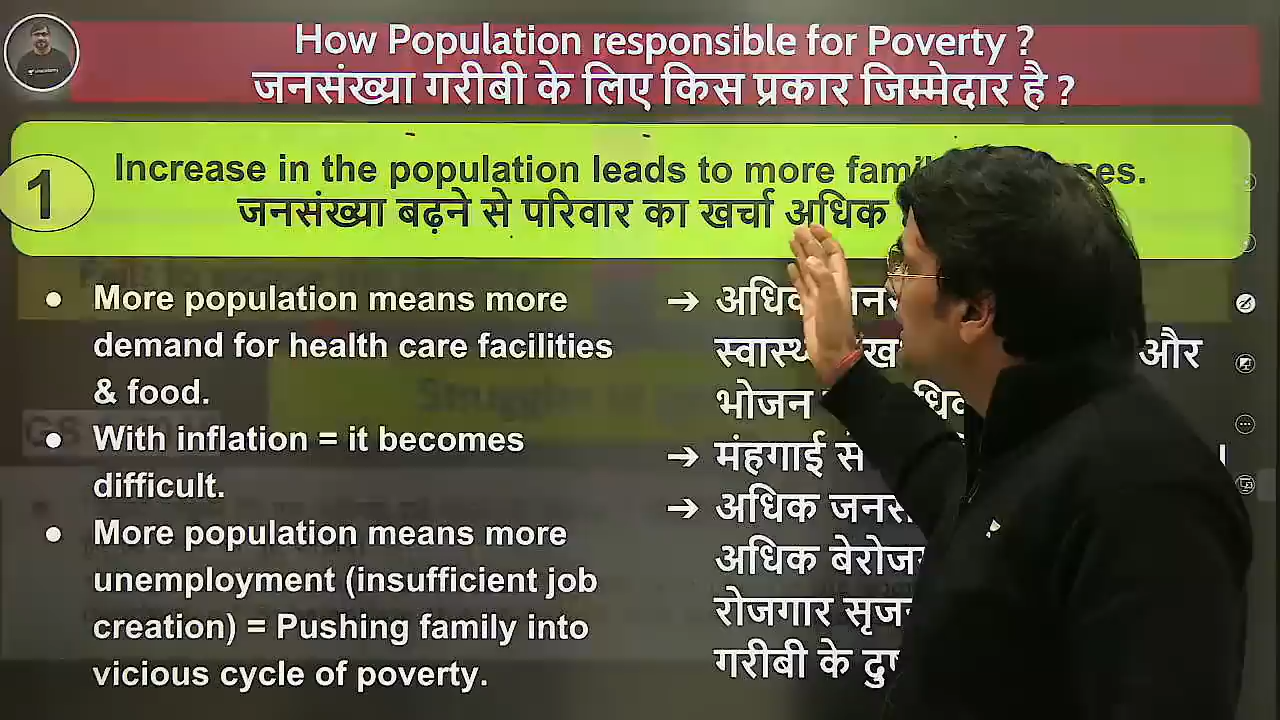 How Population responsible for Poverty ?
जनसंख्या गरीबी के लिए किस प्रकार जिम्मेदार है ?
1
Increase in the population leads to more
जनसंख्या बढ़ने से परिवार का खर्चा अधिक
● More population means more
demand for health care facilities
& food.
● With inflation = it becomes
difficult.
● More population means more
unemployment (insufficient job
creation) = Pushing family into
vicious cycle of poverty.
→ अधिक
और
भोजन
→ मंहगाई से
→ अधिक
अधिक
रोजगार
गरीबी के